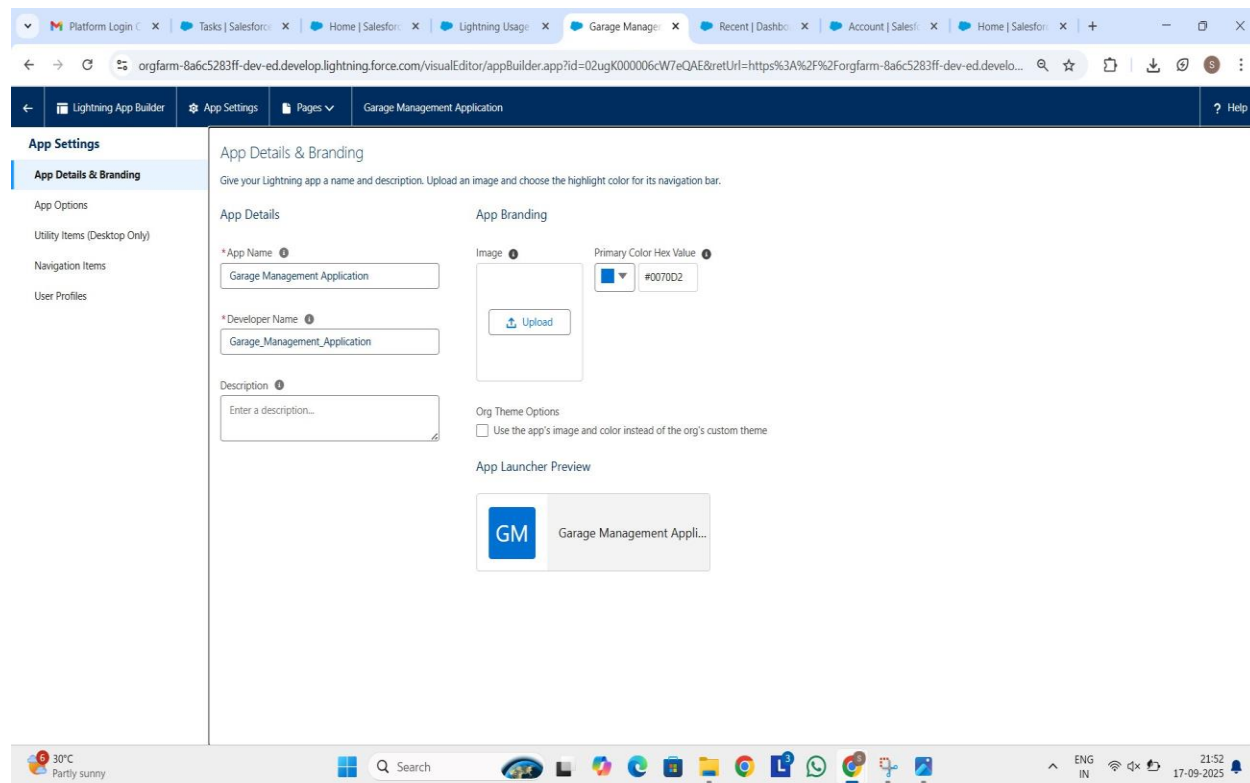 Platform Login C
Tasks | Salesforce
Home | Salesforc
Lightning Usage
Garage Manager
Recent | Dashbo
Account | Salesfo
Home | Salesforc
orgfarm-8a6c5283ff-dev-ed.develop.lightning.force.com/visualEditor/appBuilder.app?id=02ugK000006cW7eQAE&retUrl=https%3A%2F%2Forgfarm-8a6c5283ff-dev-ed.develo...
S
Lightning App Builder
App Settings
Pages
Garage Management Application
? Help
App Settings
App Details & Branding
App Options
Utility Items (Desktop Only)
Navigation Items
User Profiles
App Details & Branding
Give your Lightning app a name and description. Upload an image and choose the highlight color for its navigation bar.
App Details
*App Name
Garage Management Application
*Developer Name
Garage_Management_Application
Description
Enter a description...
App Branding
Image
Upload
Primary Color Hex Value
#0070D2
Org Theme Options
Use the app's image and color instead of the org's custom theme
App Launcher Preview
GM
Garage Management Appli...
6
30°C
Partly sunny
Search
L
3
ENG
IN
21:52
17-09-2025